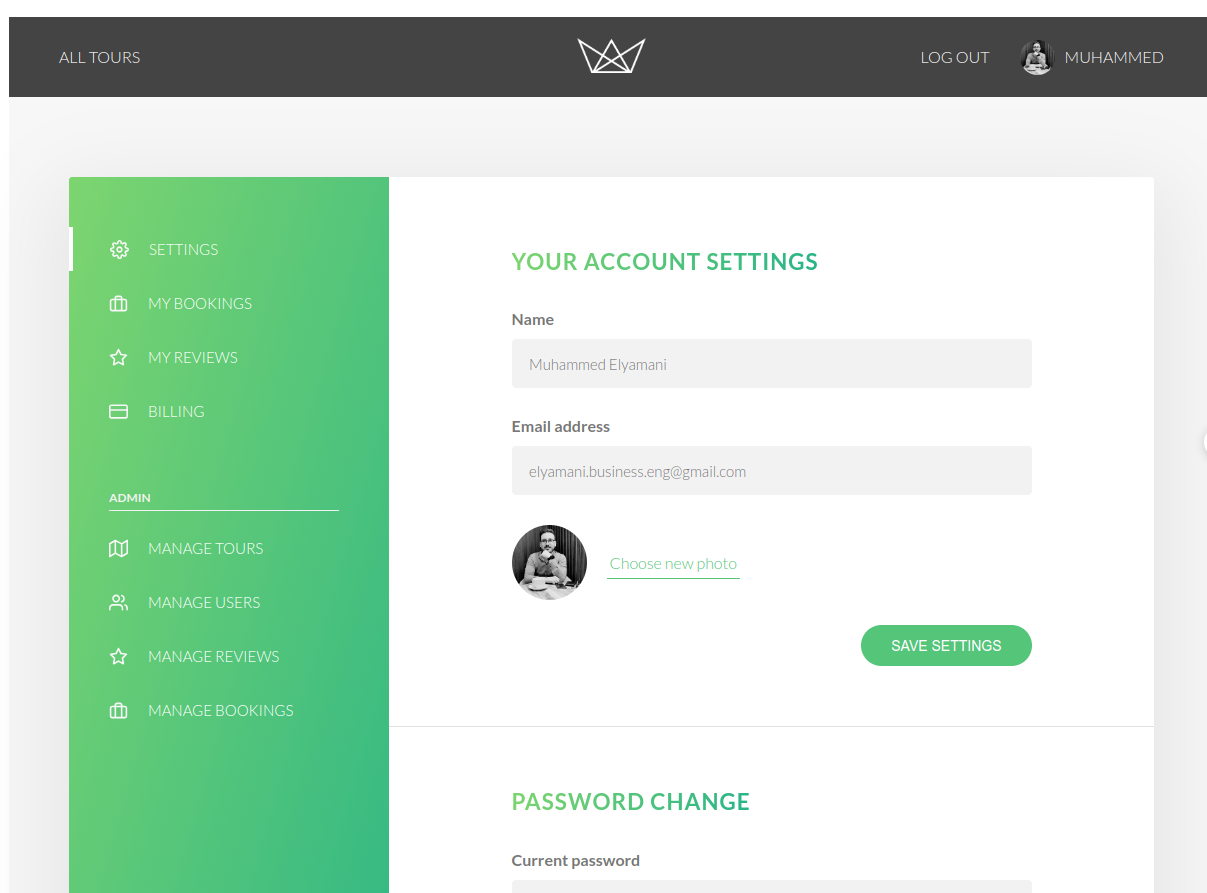 ALL TOURS
LOG OUT
MUHAMMED
SETTINGS
MY BOOKINGS
MY REVIEWS
BILLING
ADMIN
MANAGE TOURS
MANAGE USERS
MANAGE REVIEWS
MANAGE BOOKINGS
YOUR ACCOUNT SETTINGS
Name
Muhammed Elyamani
Email address
elyamani.business.eng@gmail.com
Choose new photo
SAVE SETTINGS
PASSWORD CHANGE
Current password